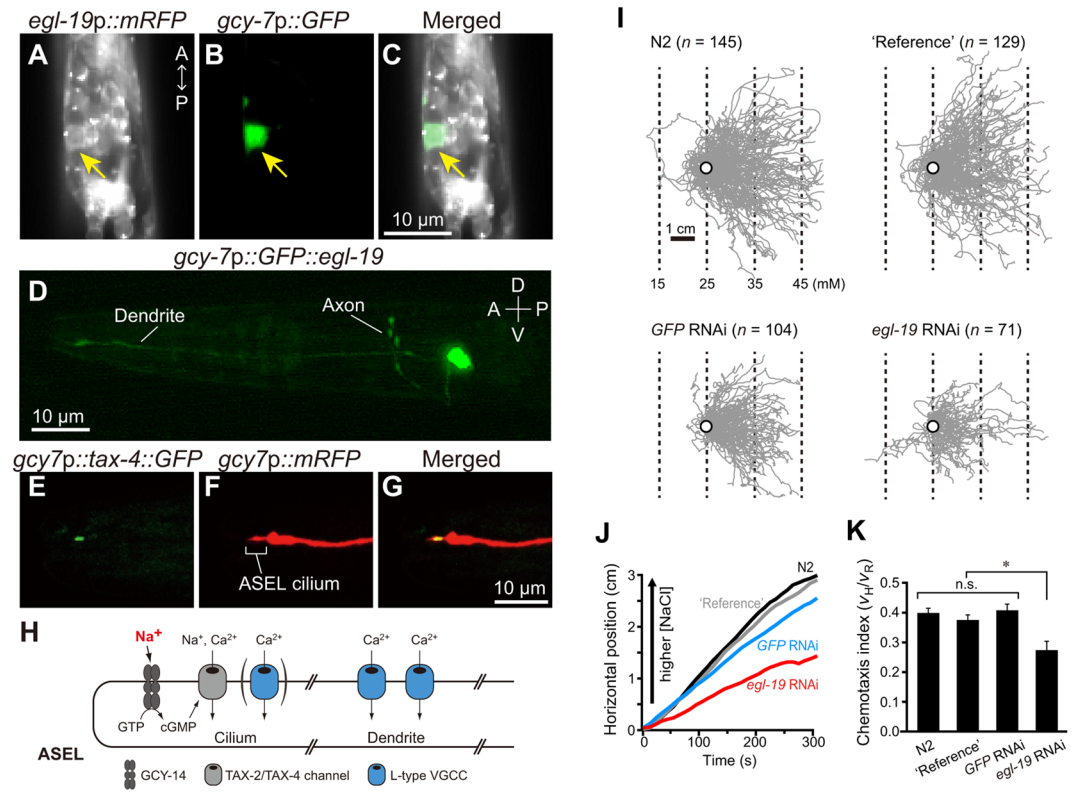 egl-19p::mRFP
gcy-7p::GFP
Merged
A
A
P
B
C
10 μm
gcy-7p::GFP::egl-19
D
Dendrite
Axon
D
A
P
V
10 μm
gcy7p::tax-4::GFP
gcy7p::mRFP
Merged
E
F
ASEL cilium
G
10 μm
H
Na⁺
Na⁺, Ca²⁺
Ca²⁺
Ca²⁺
Ca²⁺
GTP
cGMP
Cilium
Dendrite
ASEL
GCY-14
TAX-2/TAX-4 channel
L-type VGCC
I
N2 (n = 145)
'Reference' (n = 129)
1 cm
15
25
35
45 (mM)
GFP RNAi (n = 104)
egl-19 RNAi (n = 71)
J
Horizontal position (cm)
3
2
1
0
higher [NaCl]
N2
'Reference'
GFP RNAi
egl-19 RNAi
0
100
200
300
Time (s)
K
Chemotaxis index (vH/vR)
0.5
0.4
0.3
0.2
0.1
0.0
n.s.
*
N2
'Reference'
GFP RNAi
egl-19 RNAi